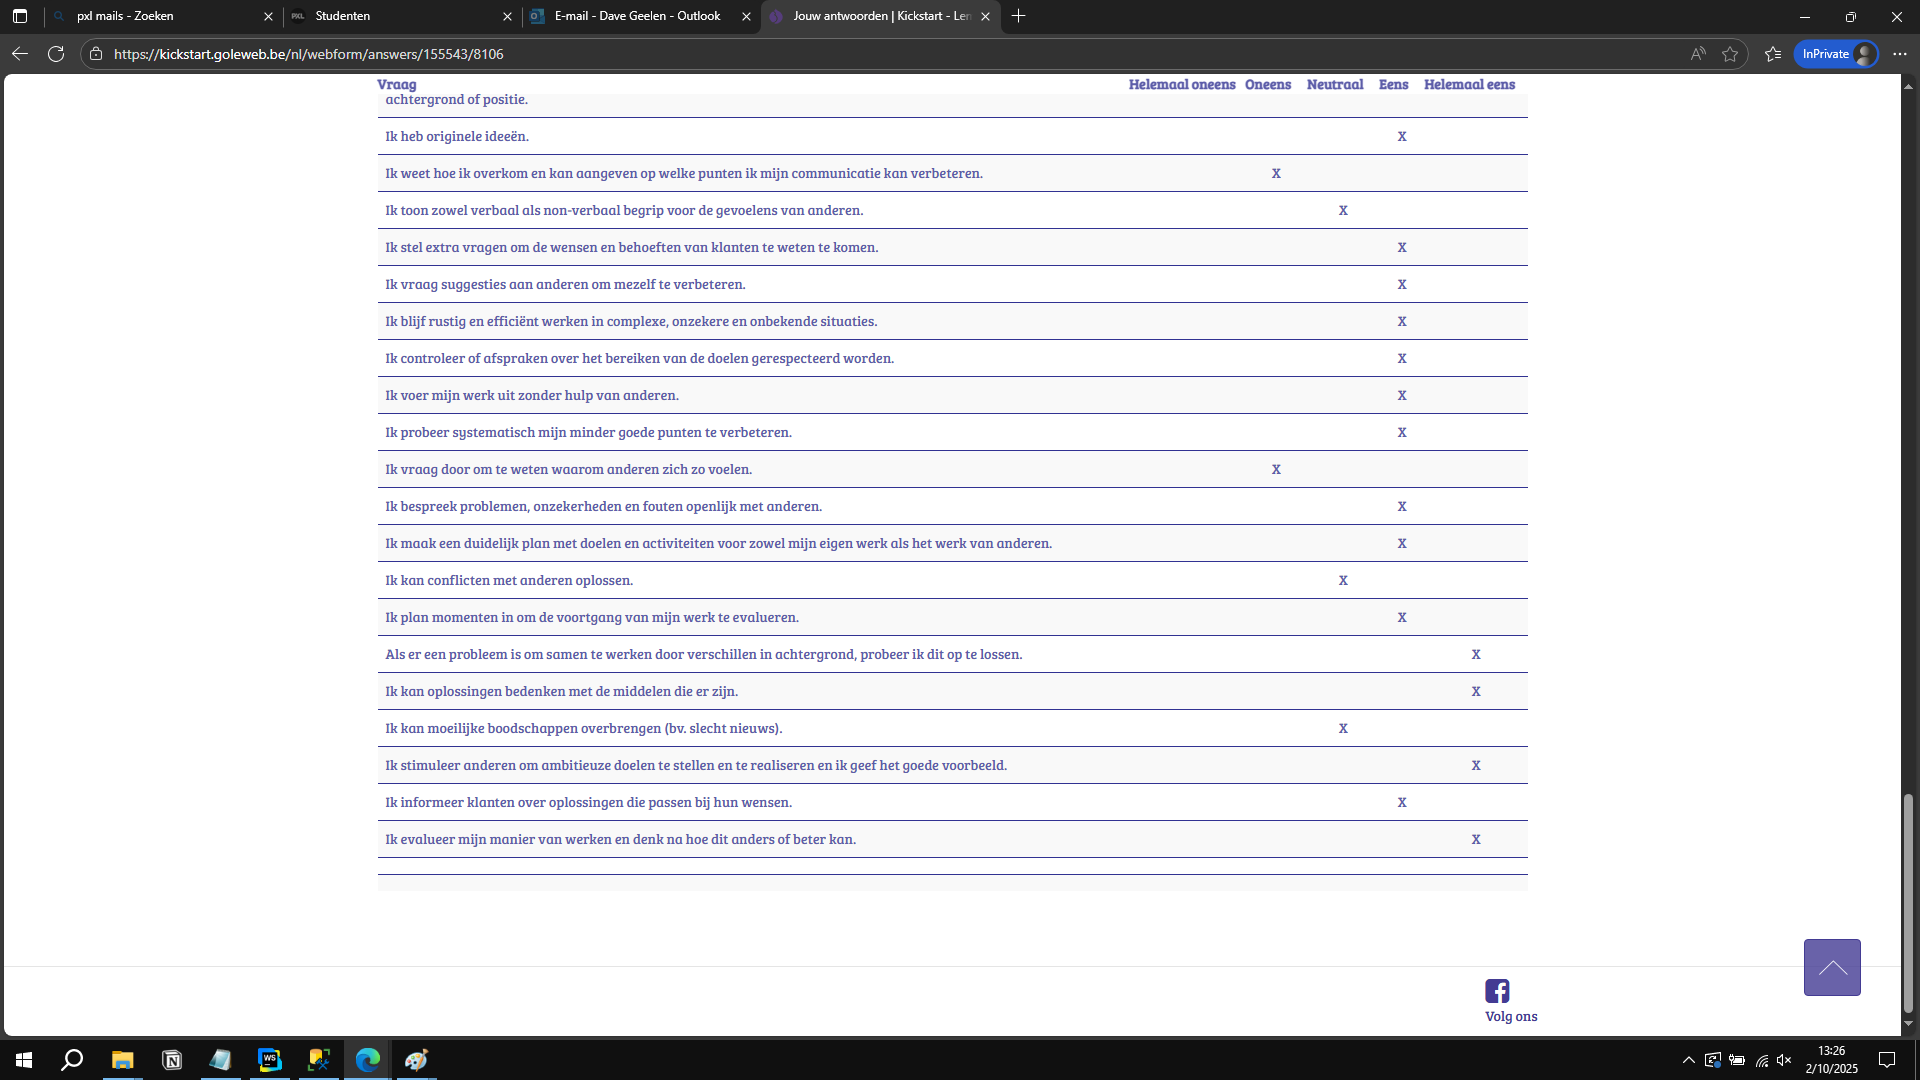 pxl mails - Zoeken
PXL Studenten
E-mail - Dave Geelen - Outlook
Jouw antwoorden | Kickstart - Len
https://kickstart.goleweb.be/nl/webform/answers/155543/8106
InPrivate
Vraag Helemaal oneens Oneens Neutraal Eens Helemaal eens
achtergrond of positie.
Ik heb originele ideeën. X
Ik weet hoe ik overkom en kan aangeven op welke punten ik mijn communicatie kan verbeteren. X
Ik toon zowel verbaal als non-verbaal begrip voor de gevoelens van anderen. X
Ik stel extra vragen om de wensen en behoeften van klanten te weten te komen. X
Ik vraag suggesties aan anderen om mezelf te verbeteren. X
Ik blijf rustig en efficiënt werken in complexe, onzekere en onbekende situaties. X
Ik controleer of afspraken over het bereiken van de doelen gerespecteerd worden. X
Ik voer mijn werk uit zonder hulp van anderen. X
Ik probeer systematisch mijn minder goede punten te verbeteren. X
Ik vraag door om te weten waarom anderen zich zo voelen. X
Ik bespreek problemen, onzekerheden en fouten openlijk met anderen. X
Ik maak een duidelijk plan met doelen en activiteiten voor zowel mijn eigen werk als het werk van anderen. X
Ik kan conflicten met anderen oplossen. X
Ik plan momenten in om de voortgang van mijn werk te evalueren. X
Als er een probleem is om samen te werken door verschillen in achtergrond, probeer ik dit op te lossen. X
Ik kan oplossingen bedenken met de middelen die er zijn. X
Ik kan moeilijke boodschappen overbrengen (bv. slecht nieuws). X
Ik stimuleer anderen om ambitieuze doelen te stellen en te realiseren en ik geef het goede voorbeeld. X
Ik informeer klanten over oplossingen die passen bij hun wensen. X
Ik evalueer mijn manier van werken en denk na hoe dit anders of beter kan. X
Volg ons
WS
13:26
2/10/2025